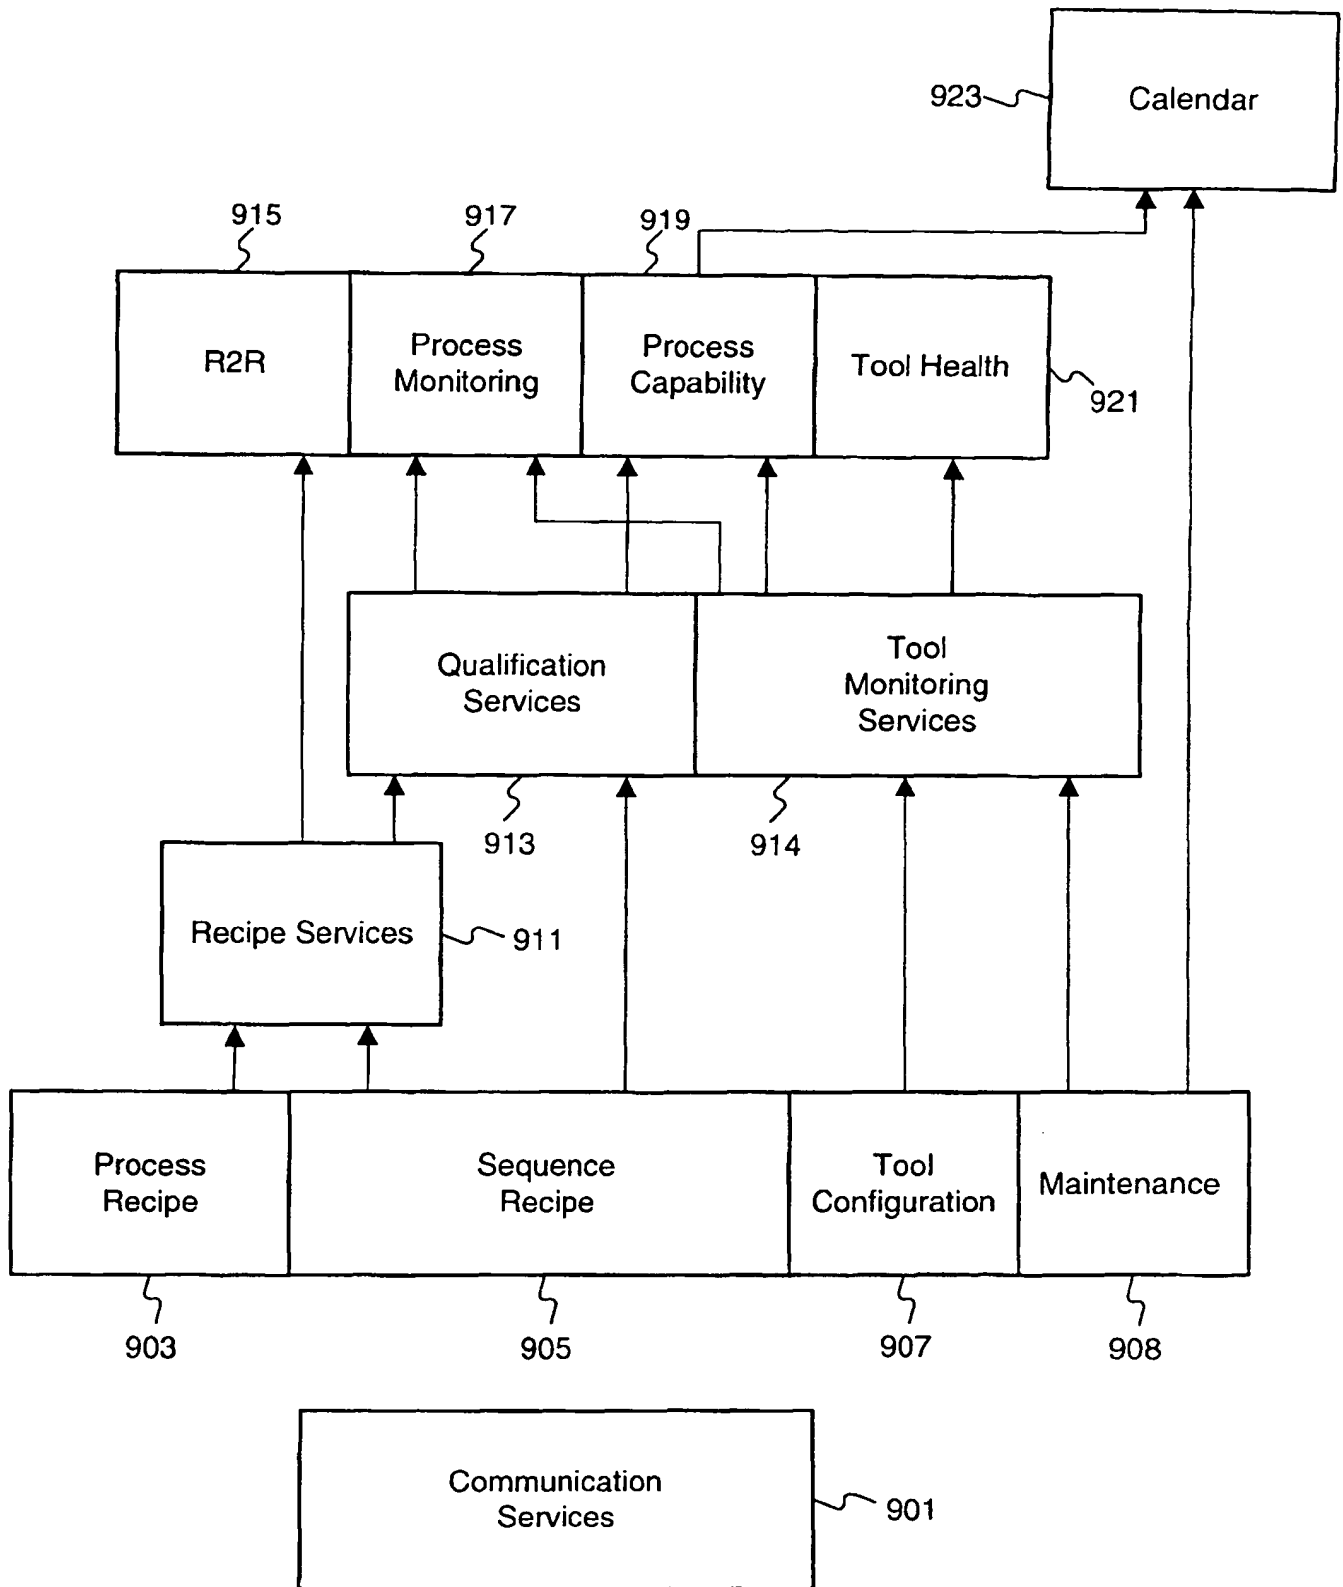 923
Calendar
915
917
919
R2R
Process
Monitoring
Process
Capability
Tool Health
921
Qualification
Services
Tool
Monitoring
Services
913
914
Recipe Services
911
Process
Recipe
Sequence
Recipe
Tool
Configuration
Maintenance
903
905
907
908
Communication
Services
901